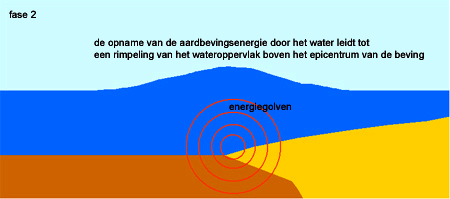 fase 2
de opname van de aardbevingsenergie door het water leidt tot
een rimpeling van het wateroppervlak boven het epicentrum van de beving
energiegolven